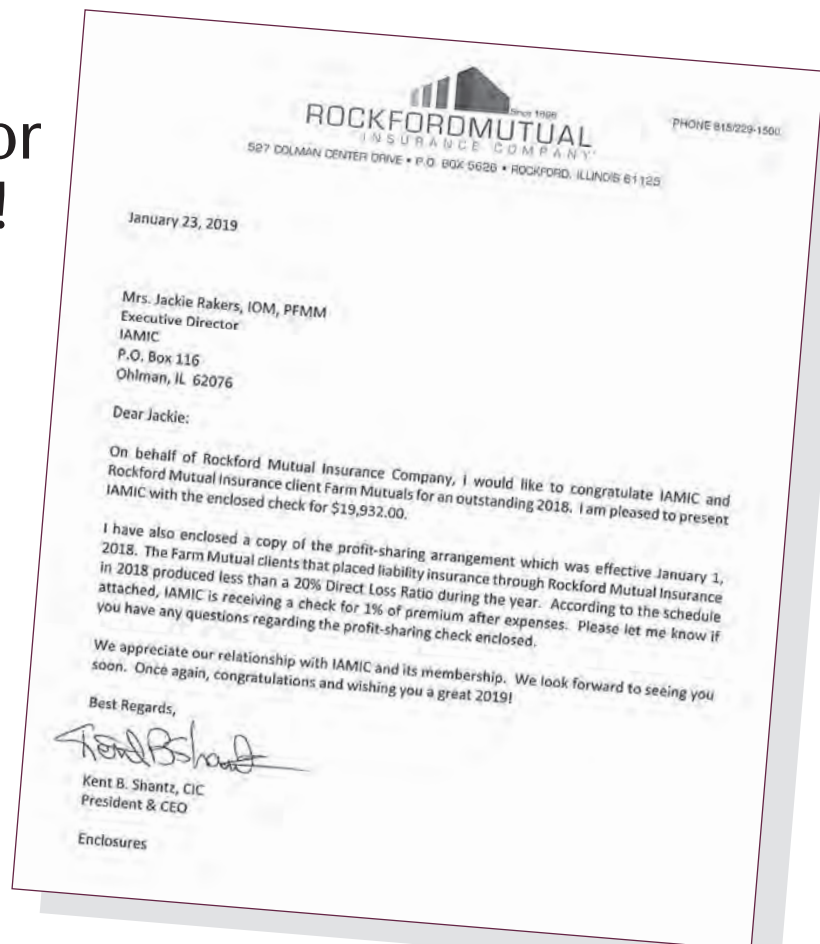 or
!
Since 1896
ROCKFORDMUTUAL
INSURANCE COMPANY
PHONE 815/229-1500
527 COLMAN CENTER DRIVE • P.O. BOX 5626 • ROCKFORD, ILLINOIS 61125
January 23, 2019
Mrs. Jackie Rakers, IOM, PFMM
Executive Director
IAMIC
P.O. Box 116
Ohlman, IL 62076
Dear Jackie:
On behalf of Rockford Mutual Insurance Company, I would like to congratulate IAMIC and
Rockford Mutual Insurance client Farm Mutuals for an outstanding 2018. I am pleased to present
IAMIC with the enclosed check for $19,932.00.
I have also enclosed a copy of the profit-sharing arrangement which was effective January 1,
2018. The Farm Mutual clients that placed liability insurance through Rockford Mutual Insurance
in 2018 produced less than a 20% Direct Loss Ratio during the year. According to the schedule
attached, IAMIC is receiving a check for 1% of premium after expenses. Please let me know if
you have any questions regarding the profit-sharing check enclosed.
We appreciate our relationship with IAMIC and its membership. We look forward to seeing you
soon. Once again, congratulations and wishing you a great 2019!
Best Regards,
Kent B Shantz
Kent B. Shantz, CIC
President & CEO
Enclosures